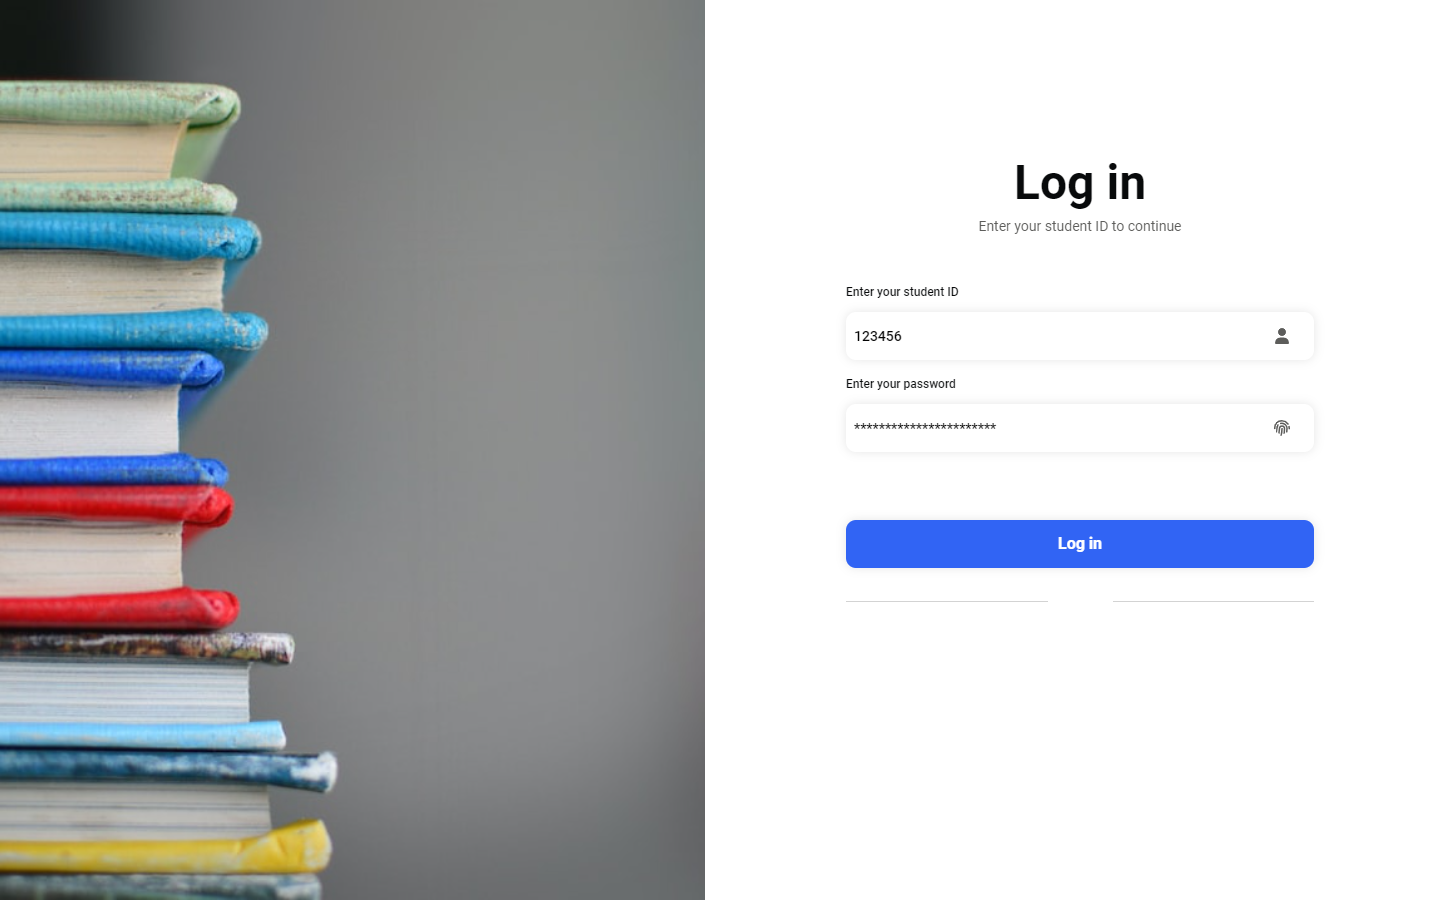 Log in
Enter your student ID to continue
Enter your student ID
123456
Enter your password
***********************
Log in